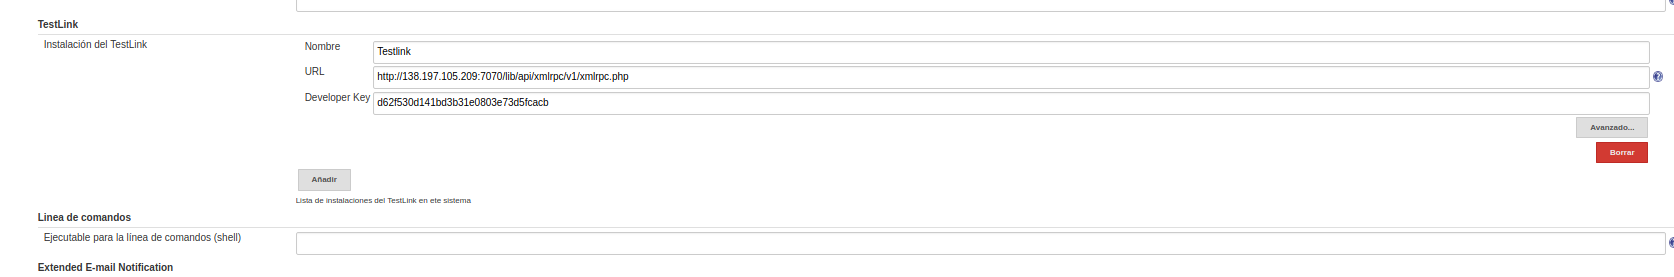 TestLink
Instalación del TestLink
Nombre
Testlink
URL
http://138.197.105.209:7070/lib/api/xmlrpc/v1/xmlrpc.php
Developer Key
d62f530d141bd3b31e0803e73d5fcacb
Avanzado...
Borrar
Añadir
Lista de instalaciones del TestLink en ete sistema
Linea de comandos
Ejecutable para la línea de comandos (shell)
Extended E-mail Notification